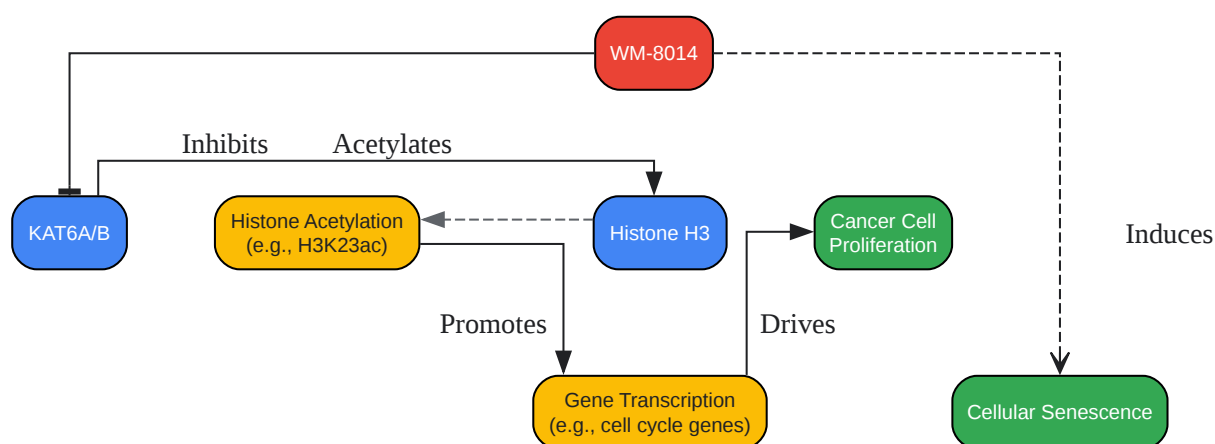 WM-8014
Inhibits
Acetylates
KAT6A/B
Histone Acetylation
(e.g., H3K23ac)
Histone H3
Cancer Cell
Proliferation
Induces
Promotes
Drives
Gene Transcription
(e.g., cell cycle genes)
Cellular Senescence